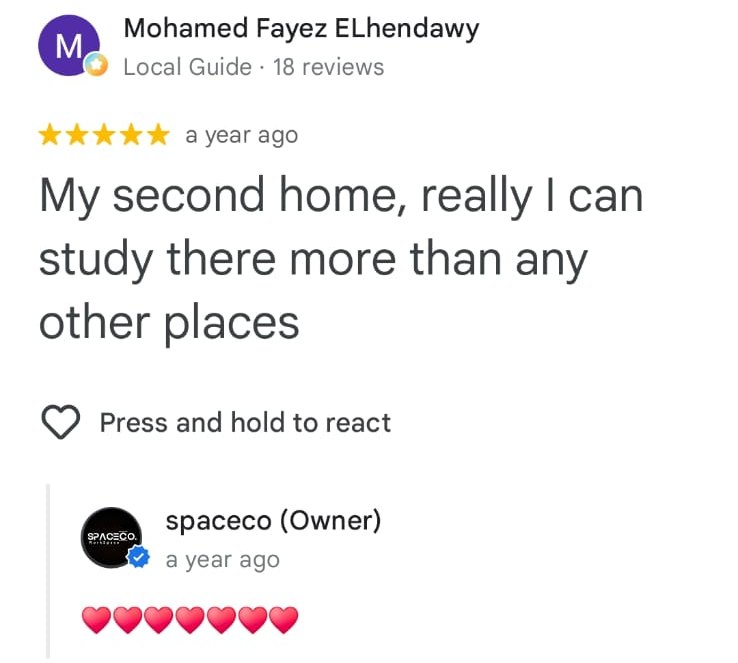 M
Mohamed Fayez ELhendawy
Local Guide · 18 reviews
a year ago
My second home, really I can
study there more than any
other places
Press and hold to react
spaceco (Owner)
SPACECO.
a year ago